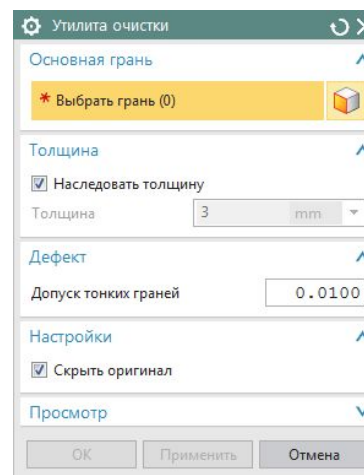 Утилита очистки
Основная грань
* Выбрать грань (0)
Толщина
Наследовать толщину
Толщина 3 mm
Дефект
Допуск тонких граней 0.0100
Настройки
Скрыть оригинал
Просмотр
ОК Применить Отмена